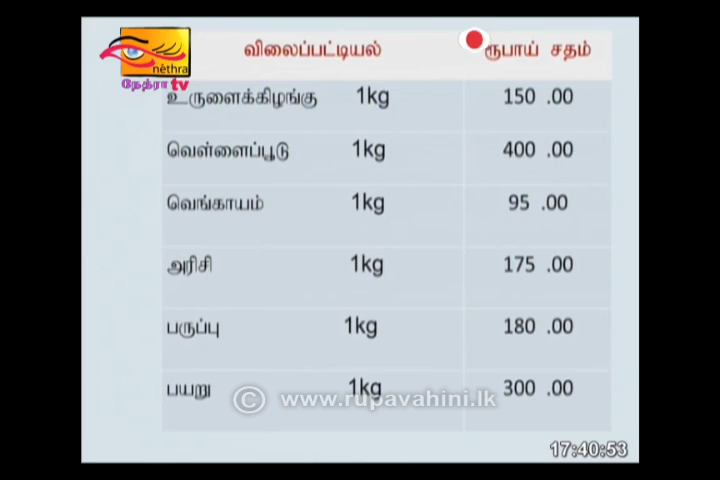 விலைப்பட்டியல் ரூபாய் சதம்
nethra
நேத்ரா tv
உருளைக்கிழங்கு 1kg 150 .00
வெள்ளைப்பூடு 1kg 400 .00
வெங்காயம் 1kg 95 .00
அரிசி 1kg 175 .00
பருப்பு 1kg 180 .00
பயறு 1kg 300 .00
© www.rupavahini.lk
17:40:53